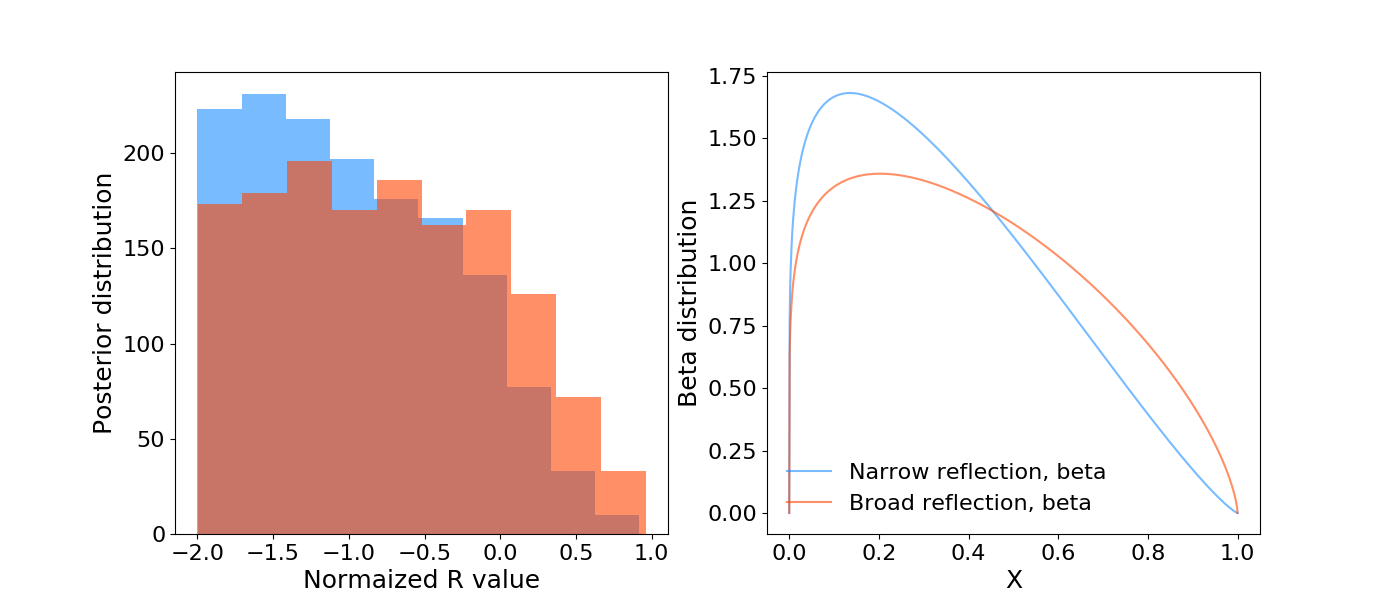 Posterior distribution
200
150
100
50
0
−2.0 −1.5 −1.0 −0.5 0.0 0.5 1.0
Normaized R value
Beta distribution
1.75
1.50
1.25
1.00
0.75
0.50
0.25
0.00
Narrow reflection, beta
Broad reflection, beta
0.0 0.2 0.4 0.6 0.8 1.0
X